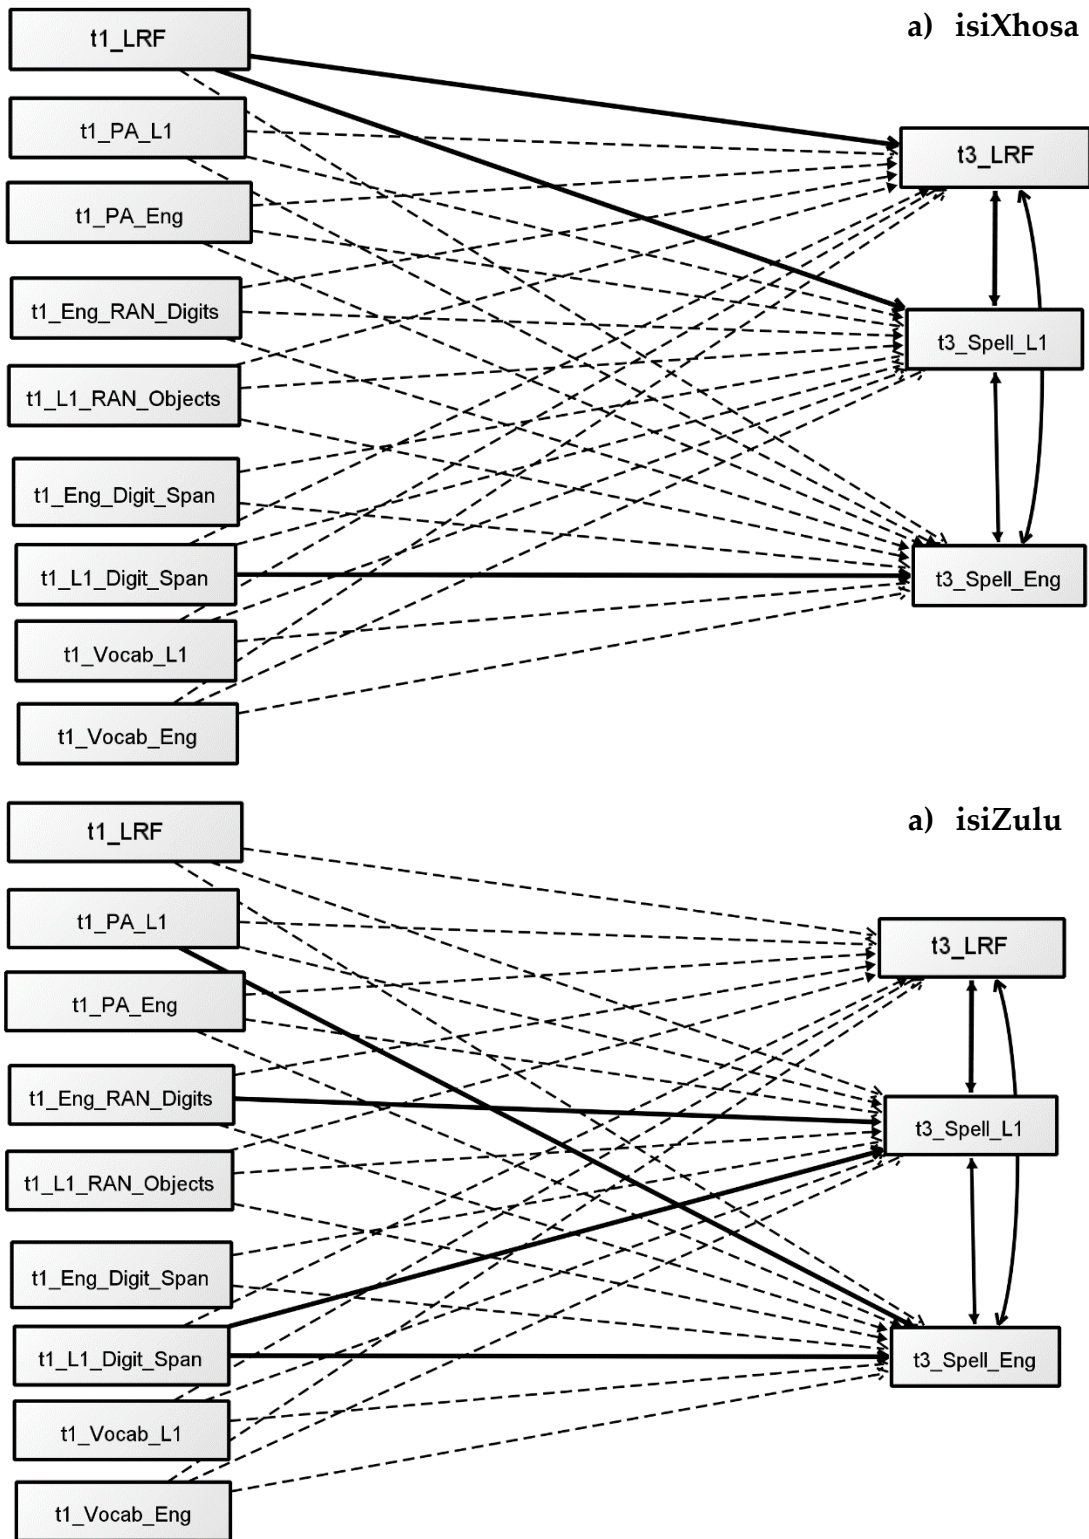 a) isiXhosa
t1_LRF
t1_PA_L1
t1_PA_Eng
t1_Eng_RAN_Digits
t1_L1_RAN_Objects
t1_Eng_Digit_Span
t1_L1_Digit_Span
t1_Vocab_L1
t1_Vocab_Eng
t3_LRF
t3_Spell_L1
t3_Spell_Eng
a) isiZulu
t1_LRF
t1_PA_L1
t1_PA_Eng
t1_Eng_RAN_Digits
t1_L1_RAN_Objects
t1_Eng_Digit_Span
t1_L1_Digit_Span
t1_Vocab_L1
t1_Vocab_Eng
t3_LRF
t3_Spell_L1
t3_Spell_Eng